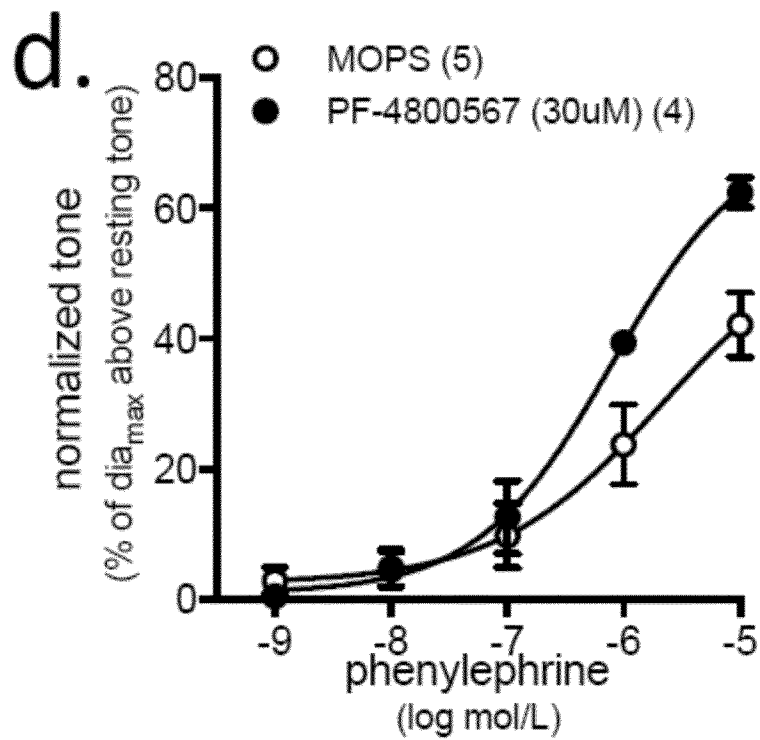 d.
MOPS (5)
PF-4800567 (30uM) (4)
normalized tone
(% of diamax above resting tone)
80
60
40
20
0
-9 -8 -7 -6 -5
phenylephrine
(log mol/L)